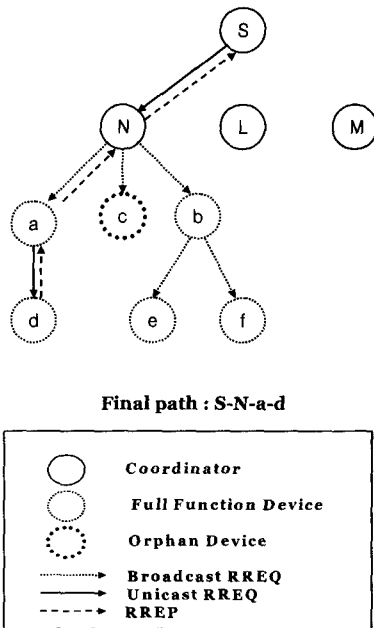 S
N L M
a c b
d e f
Final path : S-N-a-d
Coordinator
Full Function Device
Orphan Device
Broadcast RREQ
Unicast RREQ
RREP